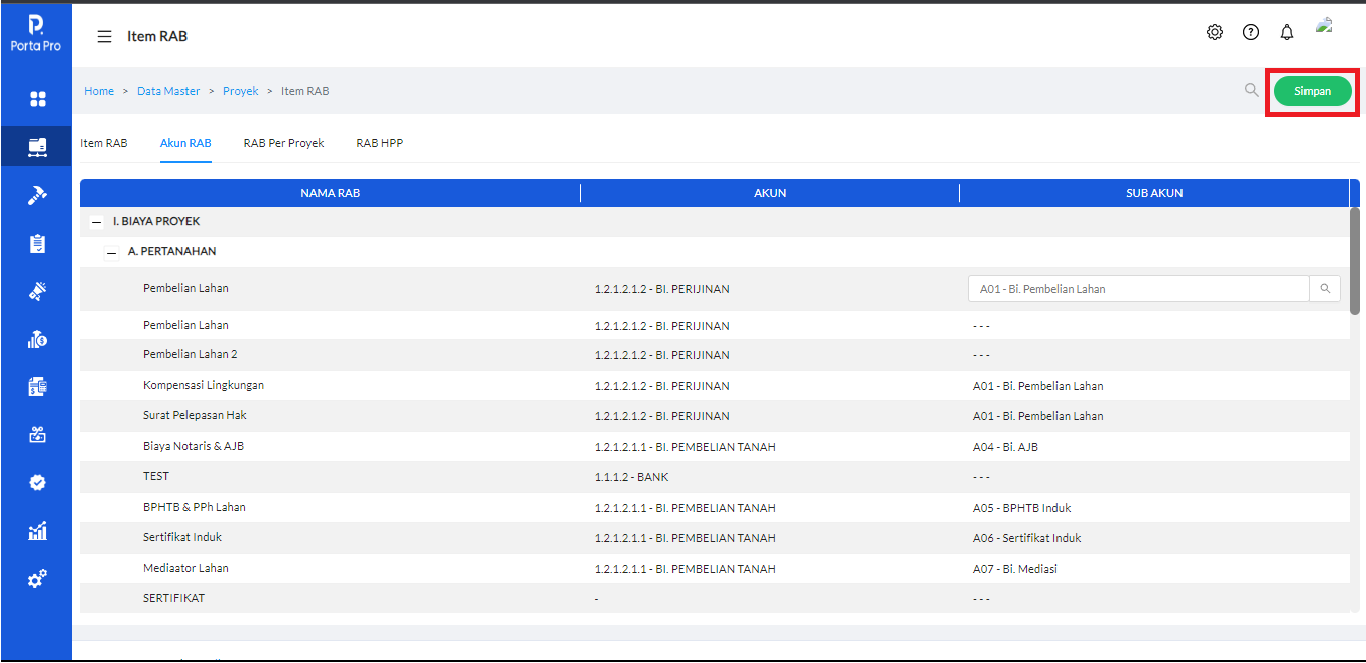 Porta Pro
Item RAB
Home > Data Master > Proyek > Item RAB
Simpan
Item RAB Akun RAB RAB Per Proyek RAB HPP
NAMA RAB AKUN SUB AKUN
I. BIAYA PROYEK
A. PERTANAHAN
Pembelian Lahan 1.2.1.2.1.2 - BI. PERIJINAN A01 - Bi. Pembelian Lahan
Pembelian Lahan 1.2.1.2.1.2 - BI. PERIJINAN - - -
Pembelian Lahan 2 1.2.1.2.1.2 - BI. PERIJINAN - - -
Kompensasi Lingkungan 1.2.1.2.1.2 - BI. PERIJINAN A01 - Bi. Pembelian Lahan
Surat Pelepasan Hak 1.2.1.2.1.2 - BI. PERIJINAN A01 - Bi. Pembelian Lahan
Biaya Notaris & AJB 1.2.1.2.1.1 - BI. PEMBELIAN TANAH A04 - Bi. AJB
TEST 1.1.1.2 - BANK - - -
BPHTB & PPh Lahan 1.2.1.2.1.1 - BI. PEMBELIAN TANAH A05 - BPHTB Induk
Sertifikat Induk 1.2.1.2.1.1 - BI. PEMBELIAN TANAH A06 - Sertifikat Induk
Mediaator Lahan 1.2.1.2.1.1 - BI. PEMBELIAN TANAH A07 - Bi. Mediasi
SERTIFIKAT - - - -